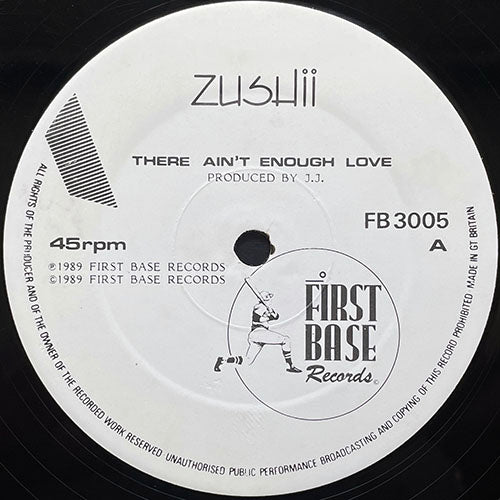 ZUSHii
THERE AIN'T ENOUGH LOVE
PRODUCED BY J.J.
FB3005
45rpm
A
℗1989 FIRST BASE RECORDS
©1989 FIRST BASE RECORDS
FIRST
BASE
Records©
ALL RIGHTS OF THE PRODUCER AND OF THE OWNER OF THE RECORDED WORK RESERVED. UNAUTHORISED PUBLIC PERFORMANCE BROADCASTING AND COPYING OF THIS RECORD PROHIBITED MADE IN GT BRITAIN